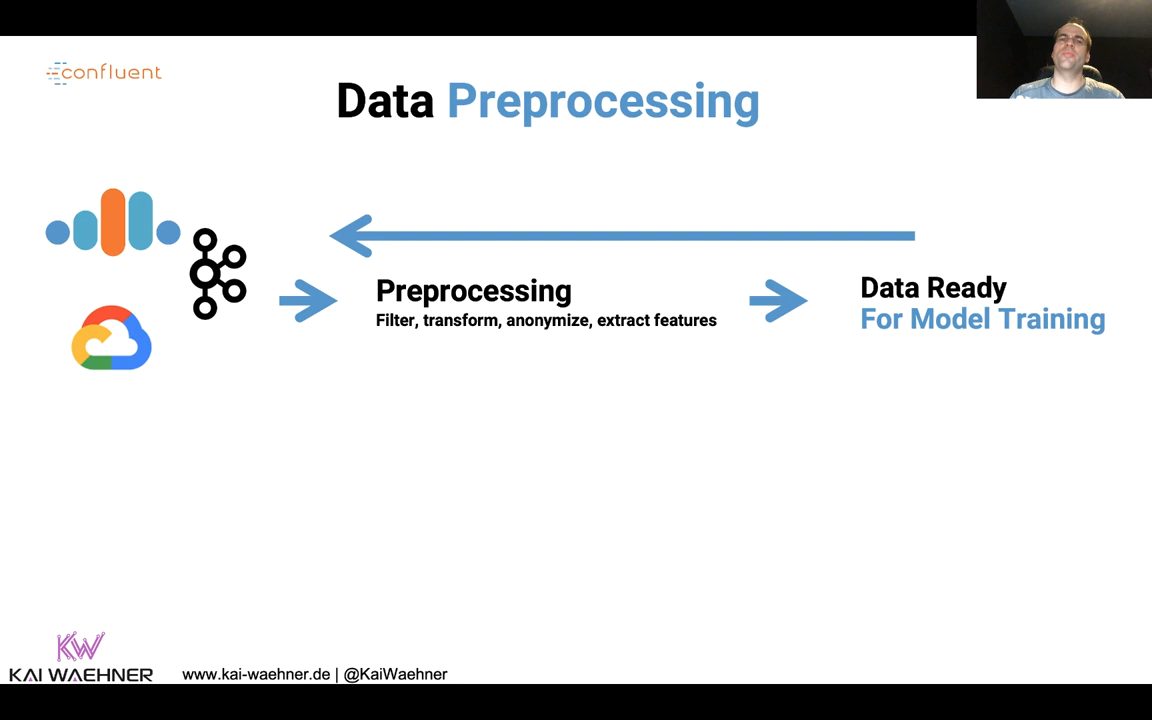 confluent
Data Preprocessing
Preprocessing
Filter, transform, anonymize, extract features
Data Ready
For Model Training
KW
KAI WAEHNER
www.kai-waehner.de | @KaiWaehner